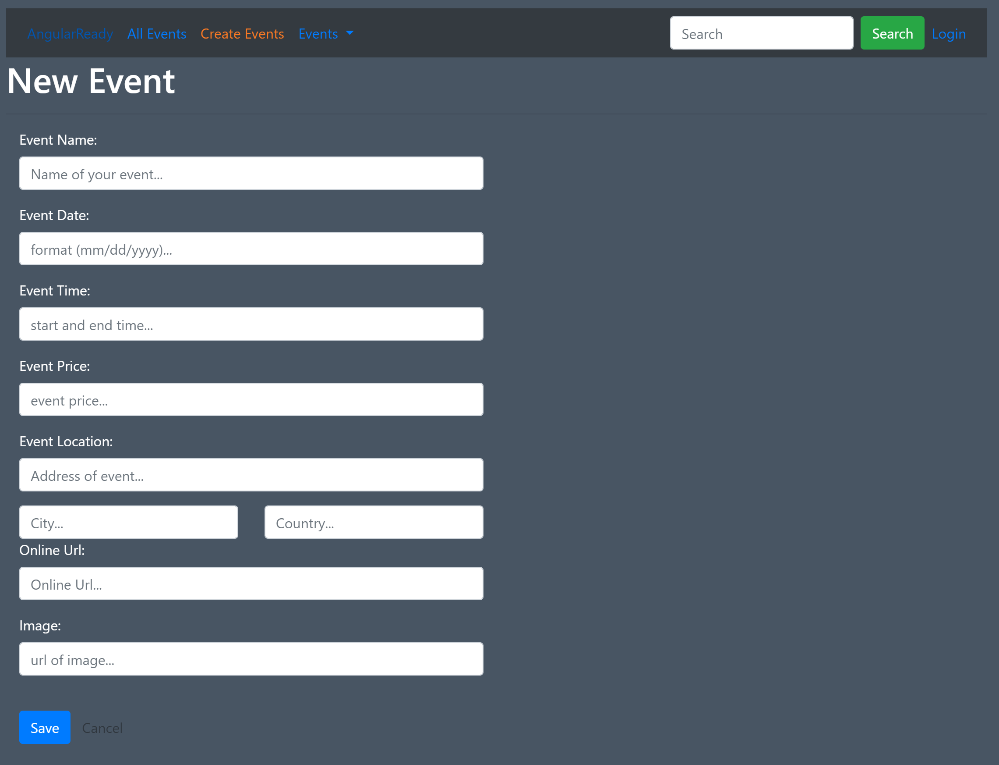 AngularReady All Events Create Events Events Search Search Login
New Event
Event Name:
Name of your event...
Event Date:
format (mm/dd/yyyy)...
Event Time:
start and end time...
Event Price:
event price...
Event Location:
Address of event...
City... Country...
Online Url:
Online Url...
Image:
url of image...
Save Cancel